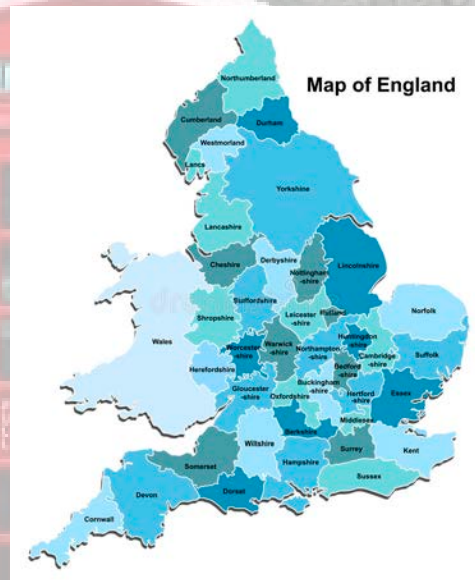 Map of England
Northumberland
Cumberland
Durham
Westmorland
Lancs
Yorkshire
Lancashire
Cheshire
Derbyshire
Nottingham
-shire
Lincolnshire
Staffordshire
Shropshire
Leicester
-shire
Rutland
Norfolk
Wales
Herefordshire
Worcester
-shire
Warwick
-shire
Northampton
-shire
Huntingdon
-shire
Cambridge
-shire
Suffolk
Bedford
-shire
Gloucester
-shire
Oxfordshire
Buckingham
-shire
Hertford
-shire
Essex
Middlesex
Berkshire
Wiltshire
Surrey
Kent
Somerset
Hampshire
Sussex
Devon
Dorset
Cornwall